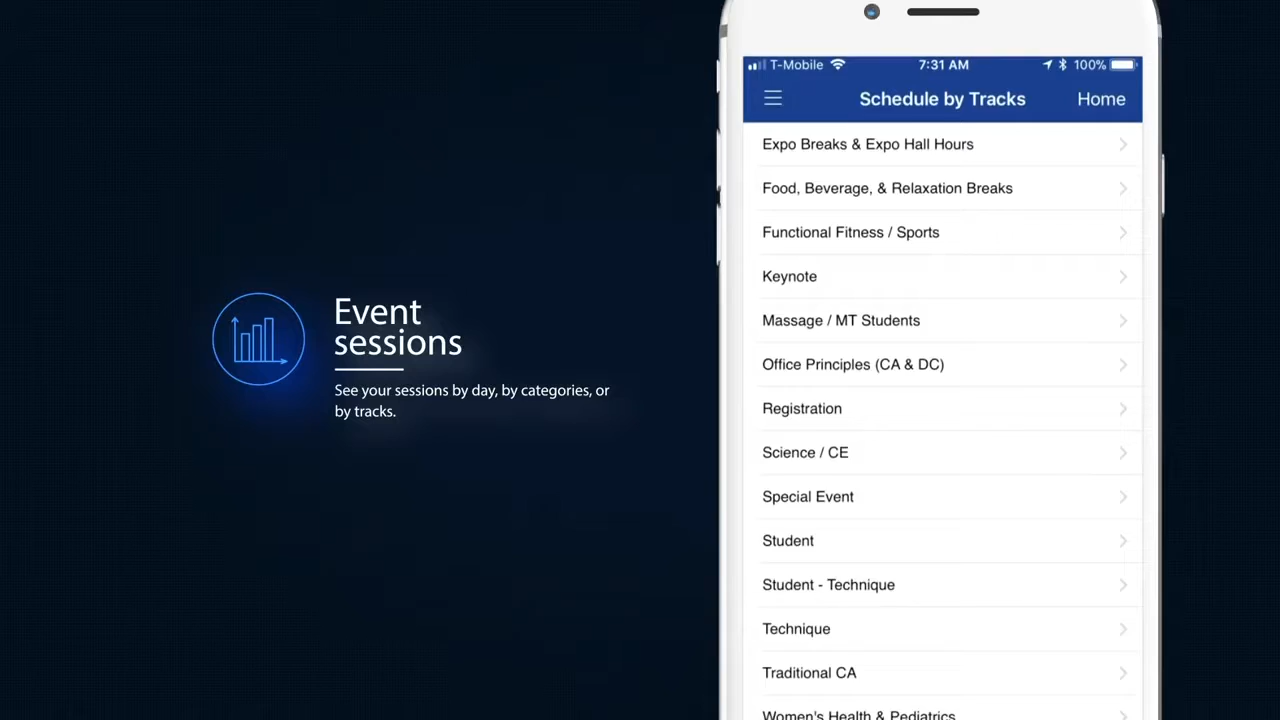 Event
sessions
See your sessions by day, by categories, or
by tracks.
T-Mobile 7:31 AM 100%
Schedule by Tracks Home
Expo Breaks & Expo Hall Hours
Food, Beverage, & Relaxation Breaks
Functional Fitness / Sports
Keynote
Massage / MT Students
Office Principles (CA & DC)
Registration
Science / CE
Special Event
Student
Student - Technique
Technique
Traditional CA
Women's Health & Pediatrics